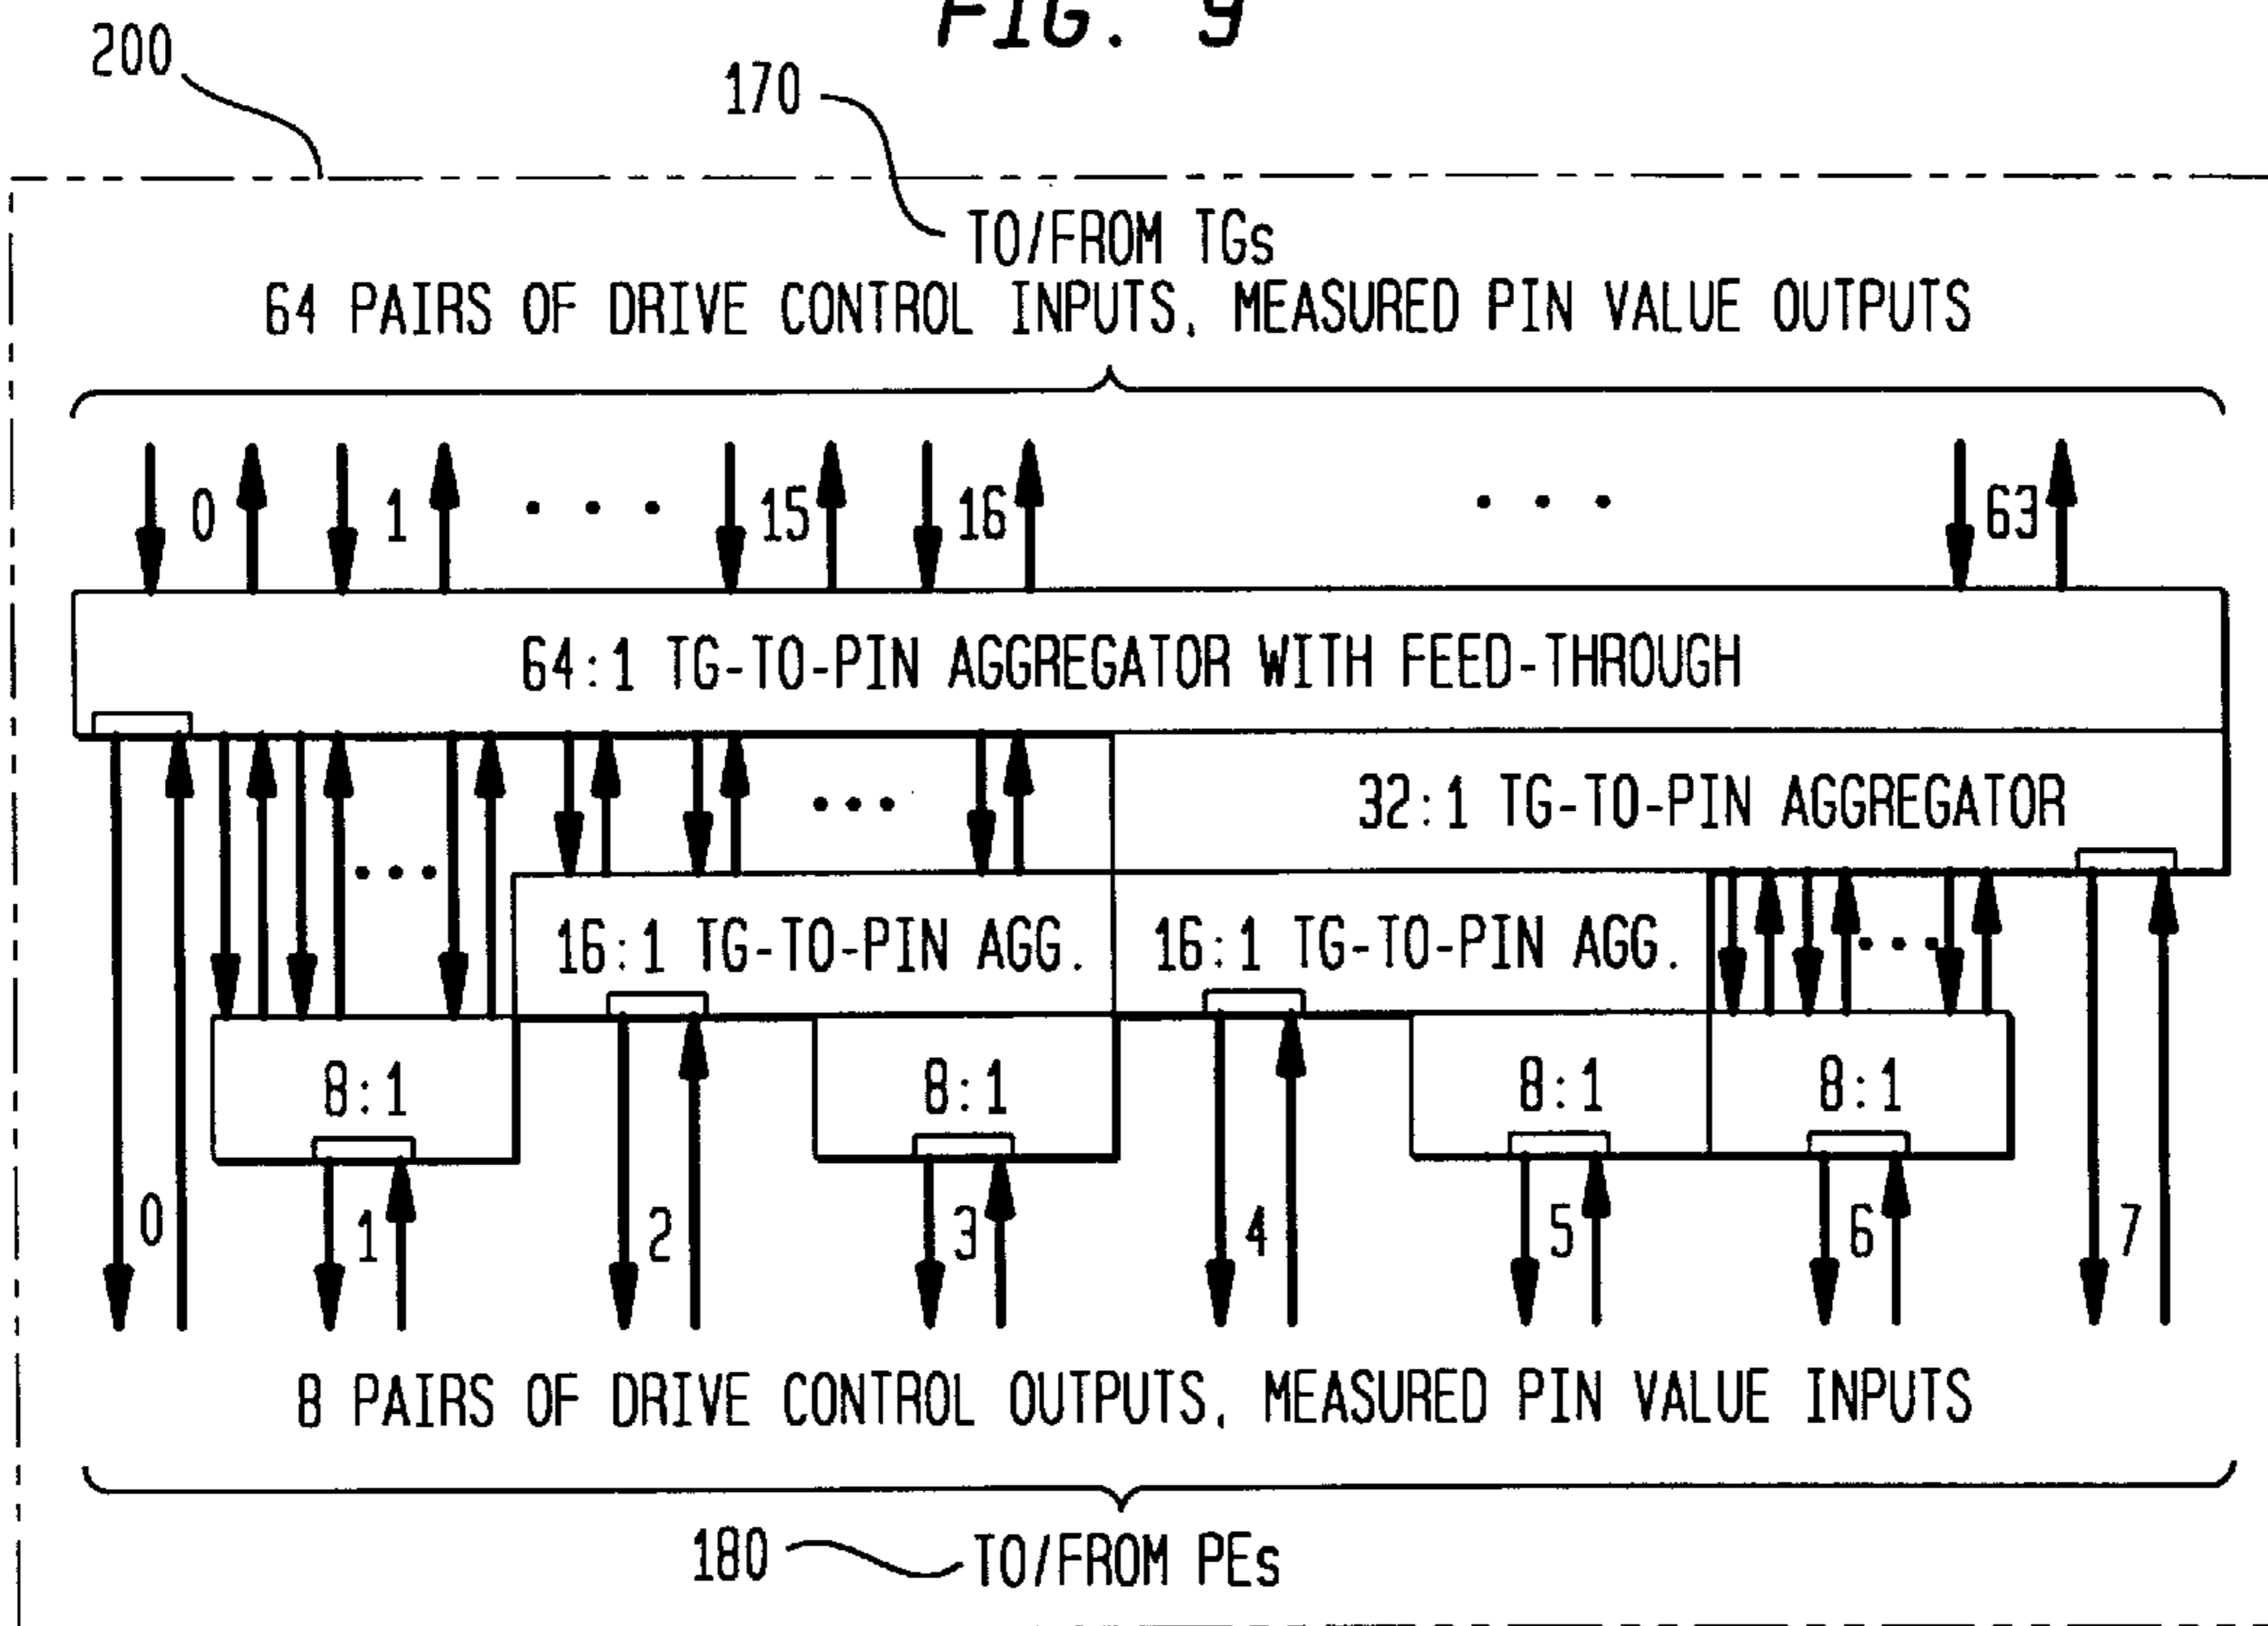 FIG. 9
200
170
TO/FROM TGs
64 PAIRS OF DRIVE CONTROL INPUTS, MEASURED PIN VALUE OUTPUTS
0 1 ... 15 16 ... 63
64:1 TG-TO-PIN AGGREGATOR WITH FEED-THROUGH
32:1 TG-TO-PIN AGGREGATOR
...
...
16:1 TG-TO-PIN AGG. 16:1 TG-TO-PIN AGG. ...
8:1 8:1 8:1 8:1
0 1 2 3 4 5 6 7
8 PAIRS OF DRIVE CONTROL OUTPUTS, MEASURED PIN VALUE INPUTS
180 TO/FROM PEs